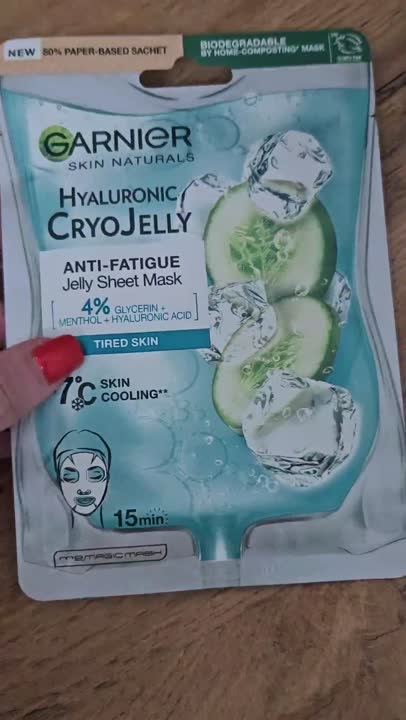 NEW
50% PAPER-BASED SACHET
BIODEGRADABLE
BY HOME-COMPOSTING* MASK
GARNIER
SKIN NATURALS
HYALURONIC
CRYOJELLY
ANTI-FATIGUE
Jelly Sheet Mask
4% GLYCERIN +
MENTHOL + HYALURONIC ACID
TIRED SKIN
7°C SKIN
COOLING**
15min